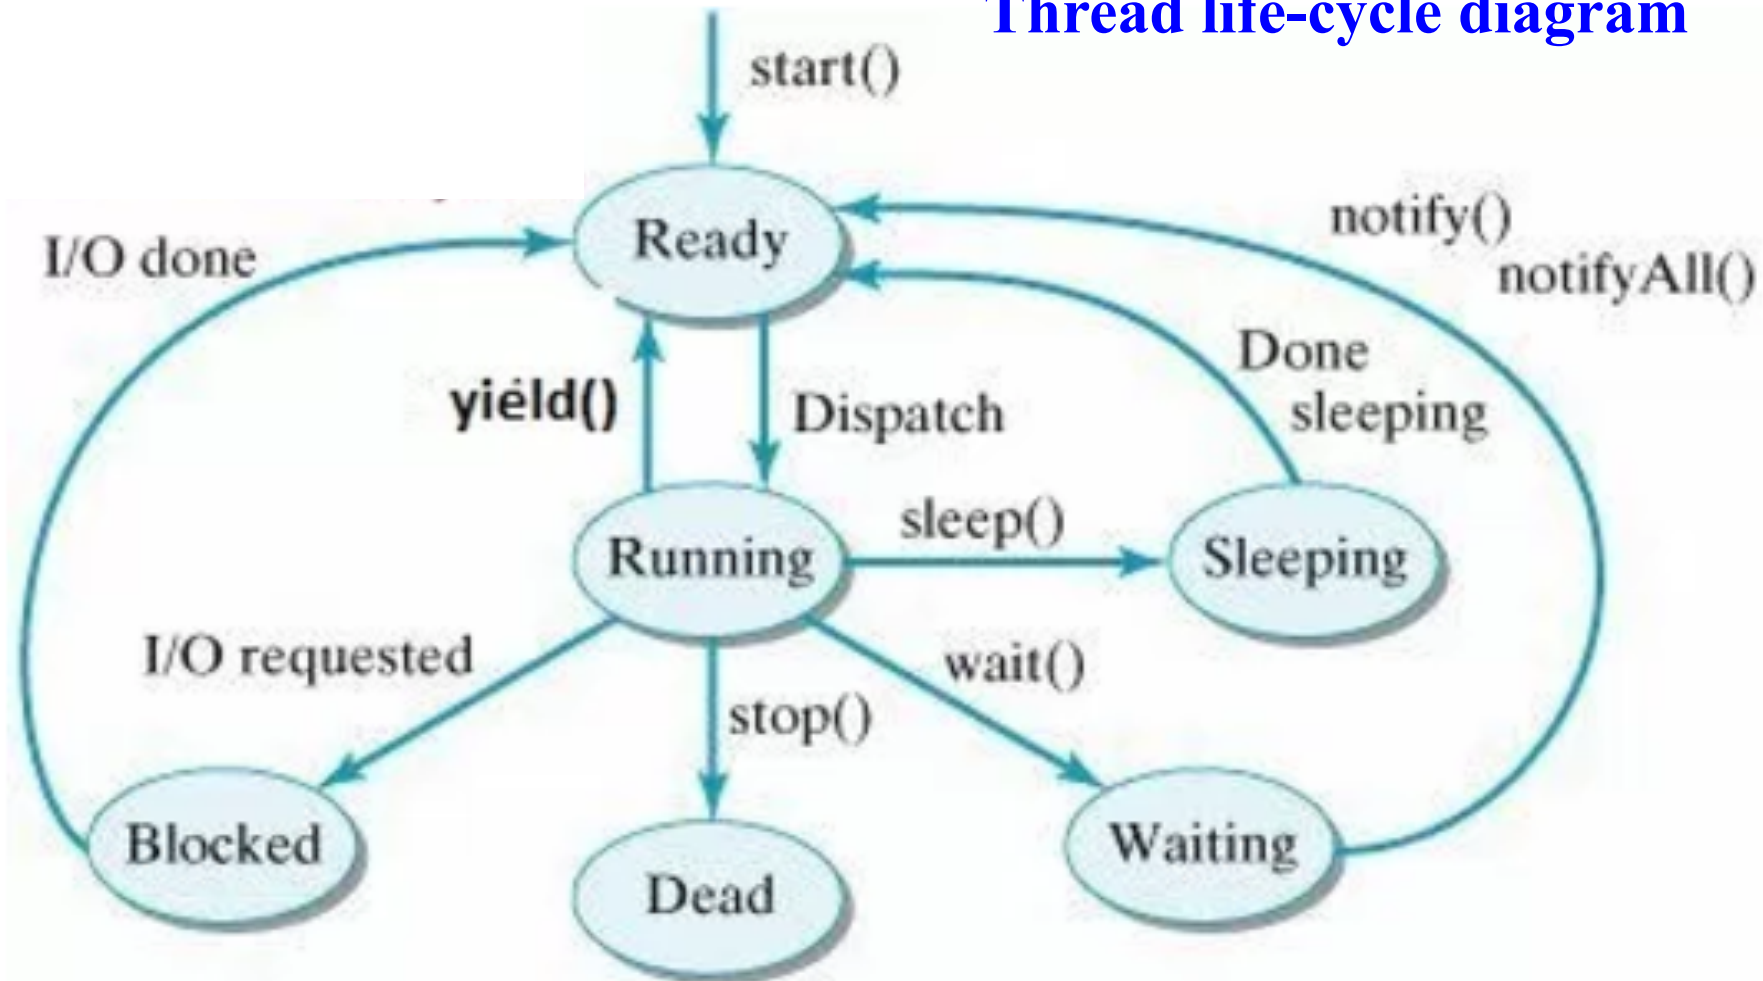 Thread life-cycle diagram
start()
Ready
I/O done
notify()
notifyAll()
yield()
Dispatch
Done
sleeping
Running
sleep()
Sleeping
I/O requested
stop()
wait()
Blocked
Dead
Waiting